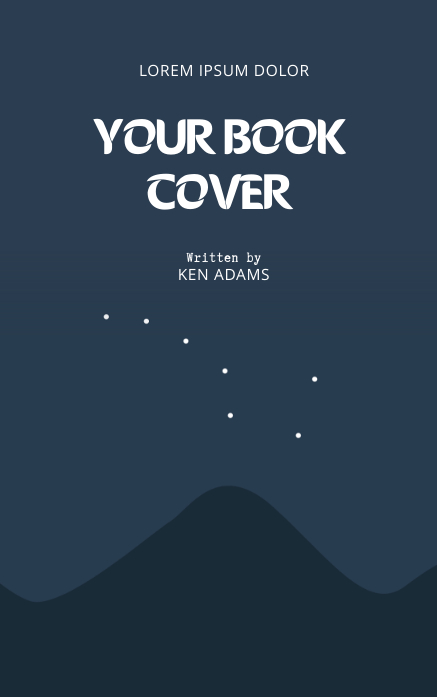 LOREM IPSUM DOLOR
YOUR BOOK
COVER
Written by
KEN ADAMS